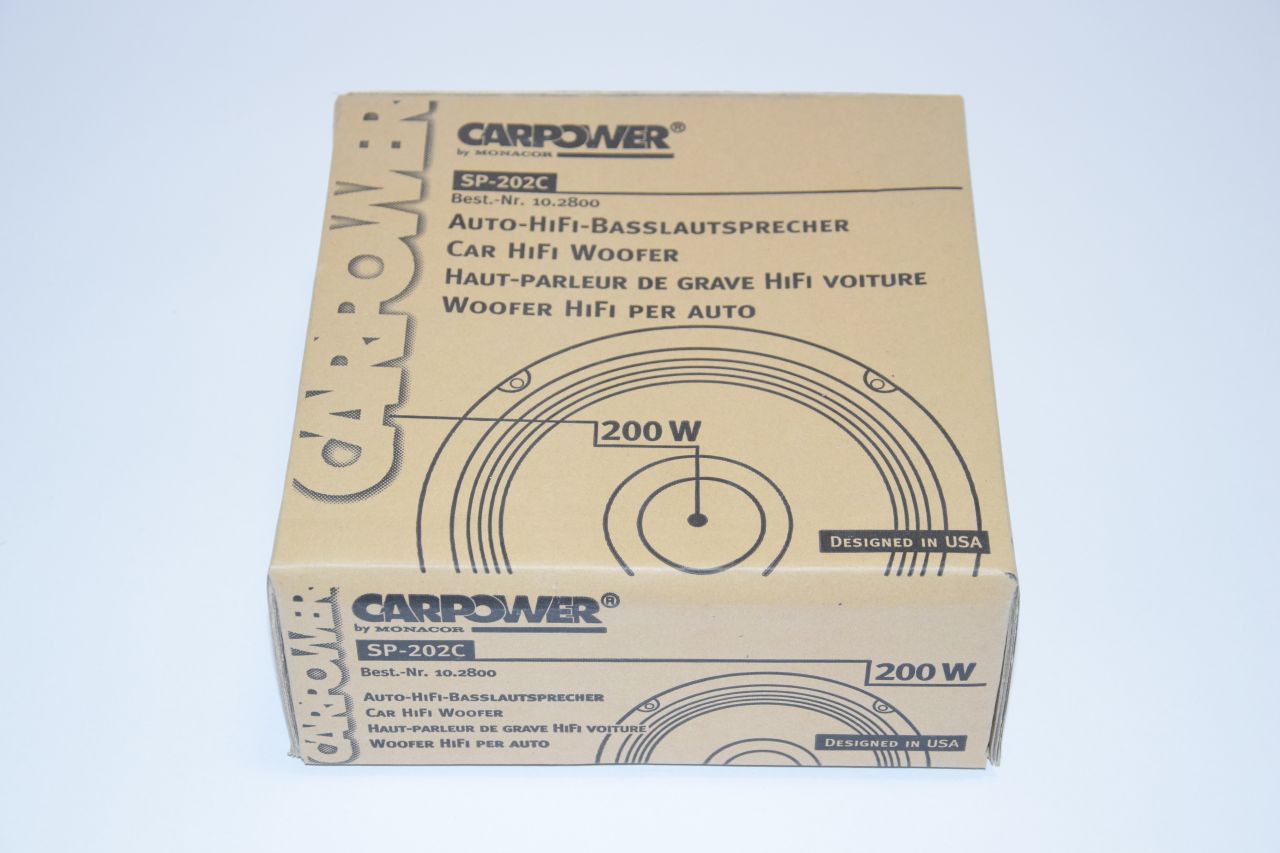 CARPOWER
CARPOWER®
by MONACOR
SP-202C
Best.-Nr. 10.2800
AUTO-HIFI-BASSLAUTSPRECHER
CAR HIFI WOOFER
HAUT-PARLEUR DE GRAVE HIFI VOITURE
WOOFER HIFI PER AUTO
200 W
DESIGNED IN USA
CARPOWER
CARPOWER®
by MONACOR
SP-202C
200 W
Best.-Nr. 10.2800
AUTO-HIFI-BASSLAUTSPRECHER
CAR HIFI WOOFER
HAUT-PARLEUR DE GRAVE HIFI VOITURE
WOOFER HIFI PER AUTO
DESIGNED IN USA